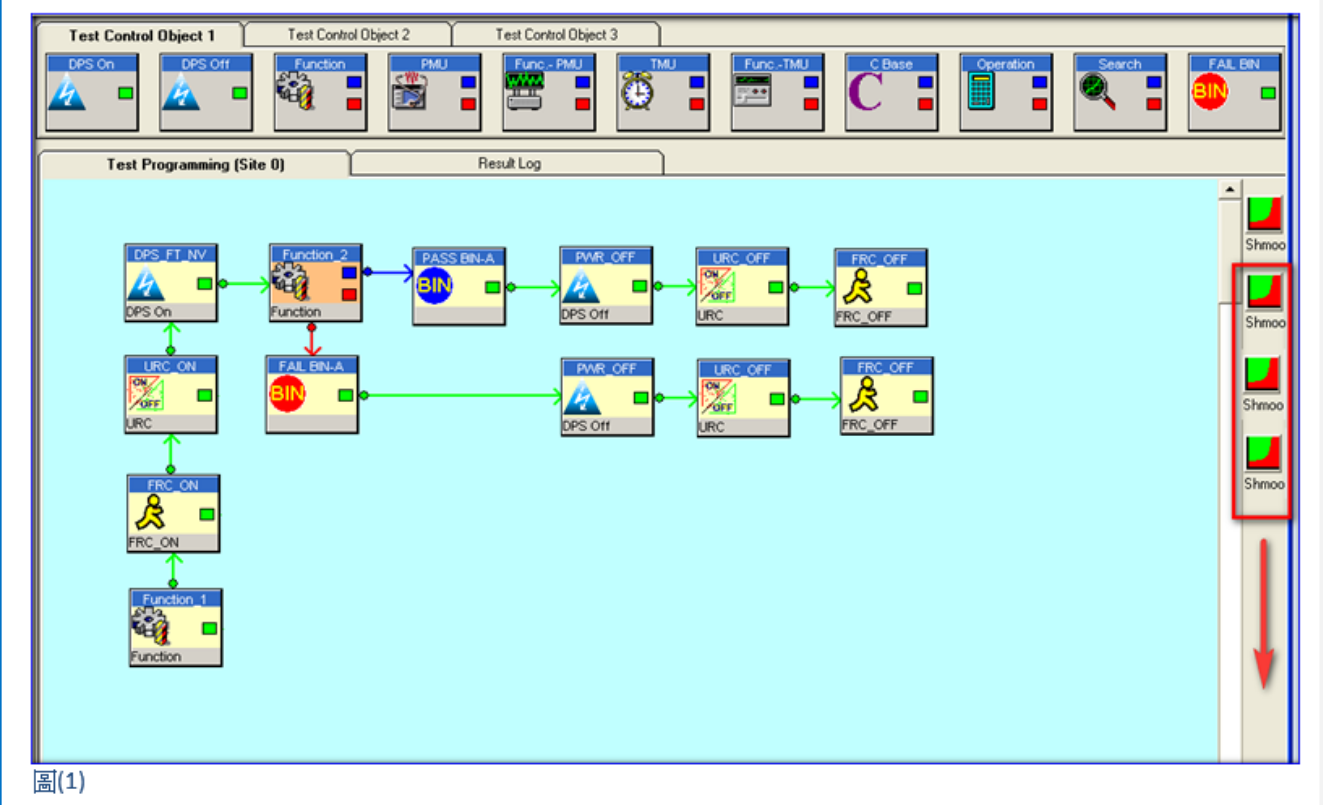 Test Control Object 1 Test Control Object 2 Test Control Object 3
DPS On DPS Off Function PMU Func.- PMU TMU Func.-TMU C Base Operation Search FAIL BIN
C BIN
Test Programming (Site 0) Result Log
Shmoo
DPS_FT_NV Function_2 PASS BIN-A PWR_OFF URC_OFF FRC_OFF
BIN ON OFF
DPS On Function DPS Off URC FRC_OFF
Shmoo
URC_ON FAIL BIN-A PWR_OFF URC_OFF FRC_OFF
ON OFF BIN ON OFF
URC DPS Off URC FRC_OFF
Shmoo
FRC_ON
Shmoo
FRC_ON
Function_1
Function
圖(1)